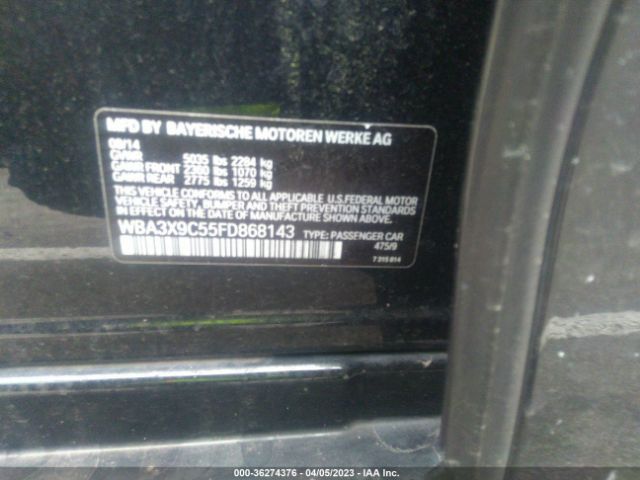 MFD BY BAYERISCHE MOTOREN WERKE AG
08/14
GVWR 5035 lbs 2284 kg
GAWR FRONT 2360 lbs 1070 kg
GAWR REAR 2775 lbs 1259 kg
THIS VEHICLE CONFORMS TO ALL APPLICABLE U.S.FEDERAL MOTOR
VEHICLE SAFETY, BUMPER, AND THEFT PREVENTION STANDARDS
IN EFFECT ON THE DATE OF MANUFACTURE SHOWN ABOVE.
WBA3X9C55FD868143 TYPE: PASSENGER CAR
475/9
7 315 814
000-36274376 - 04/05/2023 - IAA Inc.